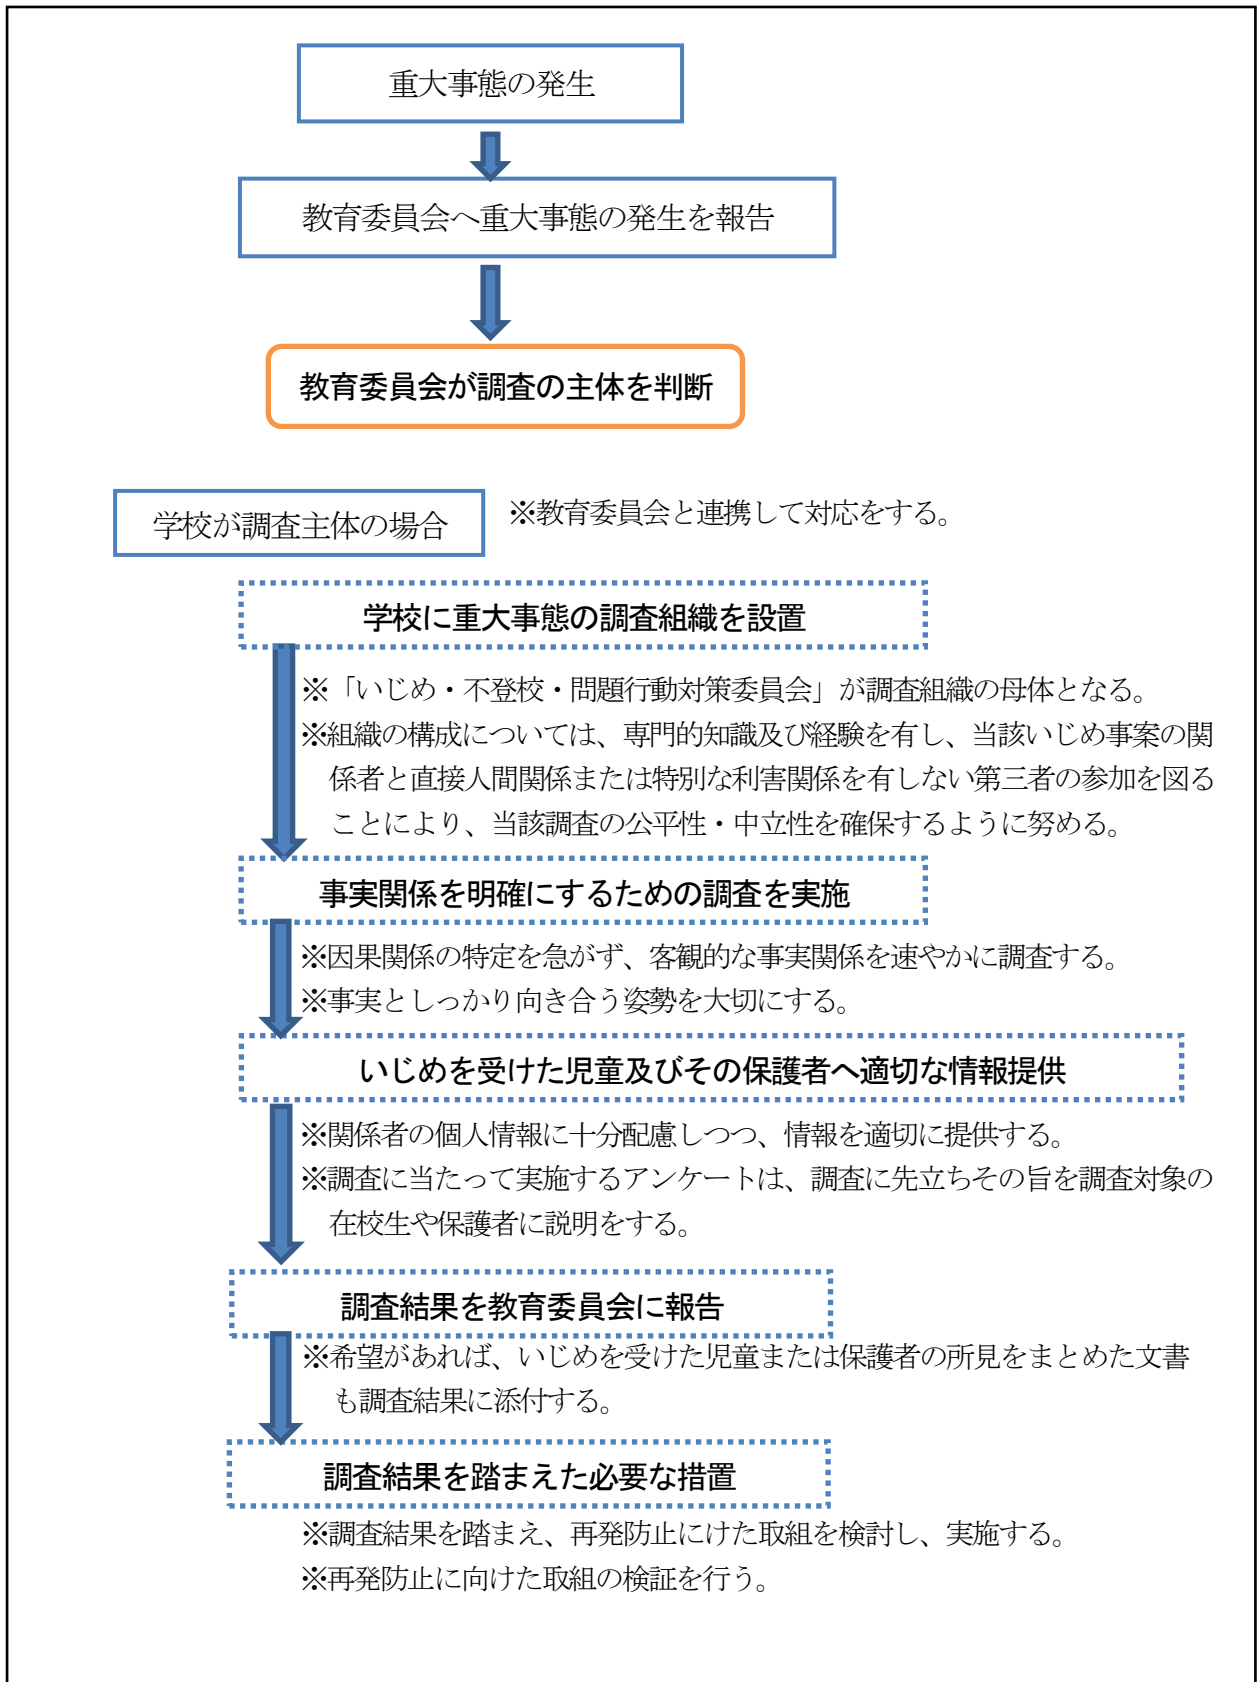 重大事態の発生
教育委員会へ重大事態の発生を報告
教育委員会が調査の主体を判断
学校が調査主体の場合
※教育委員会と連携して対応をする。
学校に重大事態の調査組織を設置
※「いじめ・不登校・問題行動対策委員会」が調査組織の母体となる。
※組織の構成については、専門的知識及び経験を有し、当該いじめ事案の関
係者と直接人間関係または特別な利害関係を有しない第三者の参加を図る
ことにより、当該調査の公平性・中立性を確保するように努める。
事実関係を明確にするための調査を実施
※因果関係の特定を急がず、客観的な事実関係を速やかに調査する。
※事実としっかり向き合う姿勢を大切にする。
いじめを受けた児童及びその保護者へ適切な情報提供
※関係者の個人情報に十分配慮しつつ、情報を適切に提供する。
※調査に当たって実施するアンケートは、調査に先立ちその旨を調査対象の
在校生や保護者に説明をする。
調査結果を教育委員会に報告
※希望があれば、いじめを受けた児童または保護者の所見をまとめた文書
も調査結果に添付する。
調査結果を踏まえた必要な措置
※調査結果を踏まえ、再発防止にけた取組を検討し、実施する。
※再発防止に向けた取組の検証を行う。